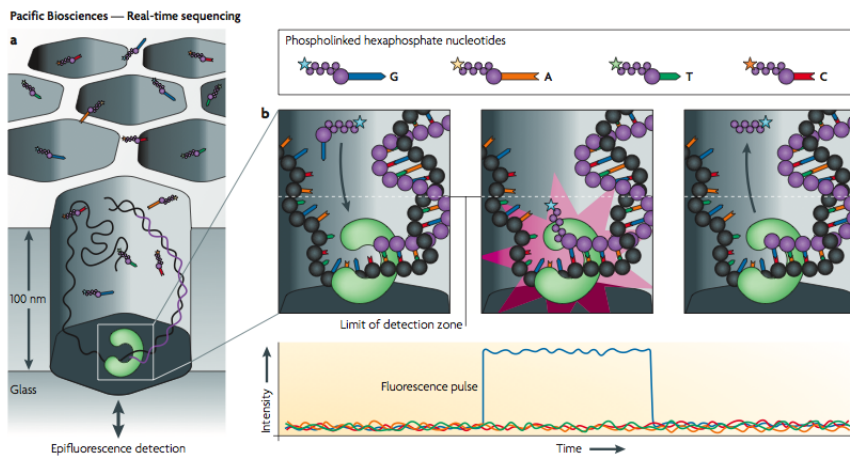 Pacific Biosciences — Real-time sequencing
a
Phospholinked hexaphosphate nucleotides
G
A
T
C
b
100 nm
Limit of detection zone
Glass
Intensity
Fluorescence pulse
Epifluorescence detection
Time